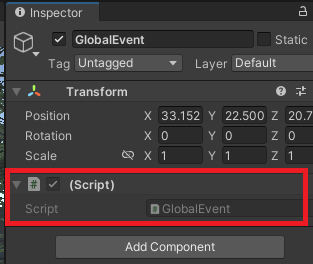 Inspector
GlobalEvent Static
Tag Untagged Layer Default
Transform
Position X 33.152 Y 22.500 Z 20.7
Rotation X 0 Y 0 Z 0
Scale X 1 Y 1 Z 1
(Script)
Script GlobalEvent
Add Component